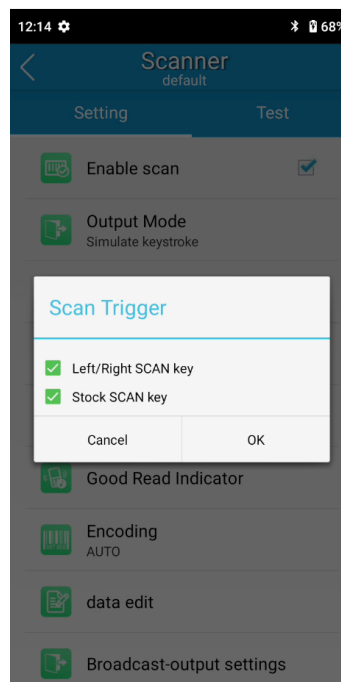 12:14 68%
Scanner
default
Setting Test
Enable scan
Output Mode
Simulate keystroke
Scan Trigger
Left/Right SCAN key
Stock SCAN key
Cancel OK
Good Read Indicator
Encoding
AUTO
data edit
Broadcast-output settings